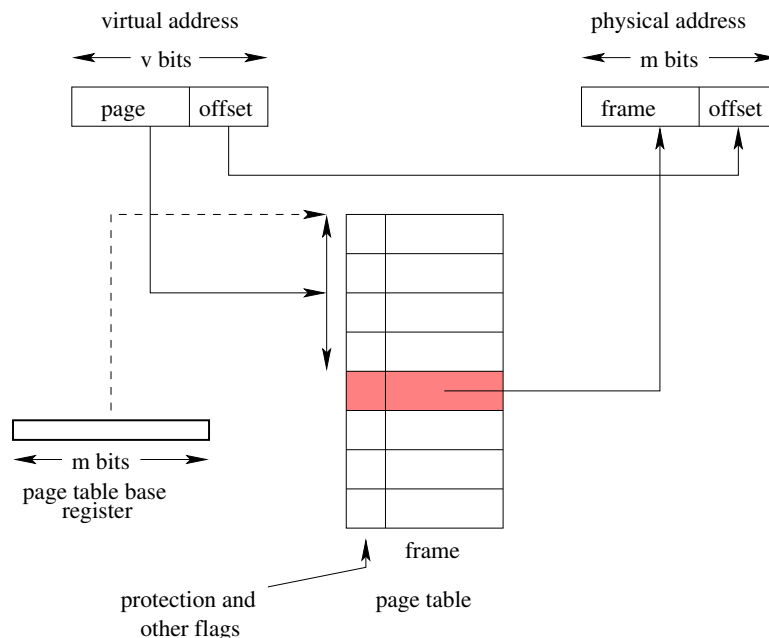 virtual address
physical address
v bits
m bits
page
offset
frame
offset
m bits
page table base
register
frame
protection and
other flags
page table